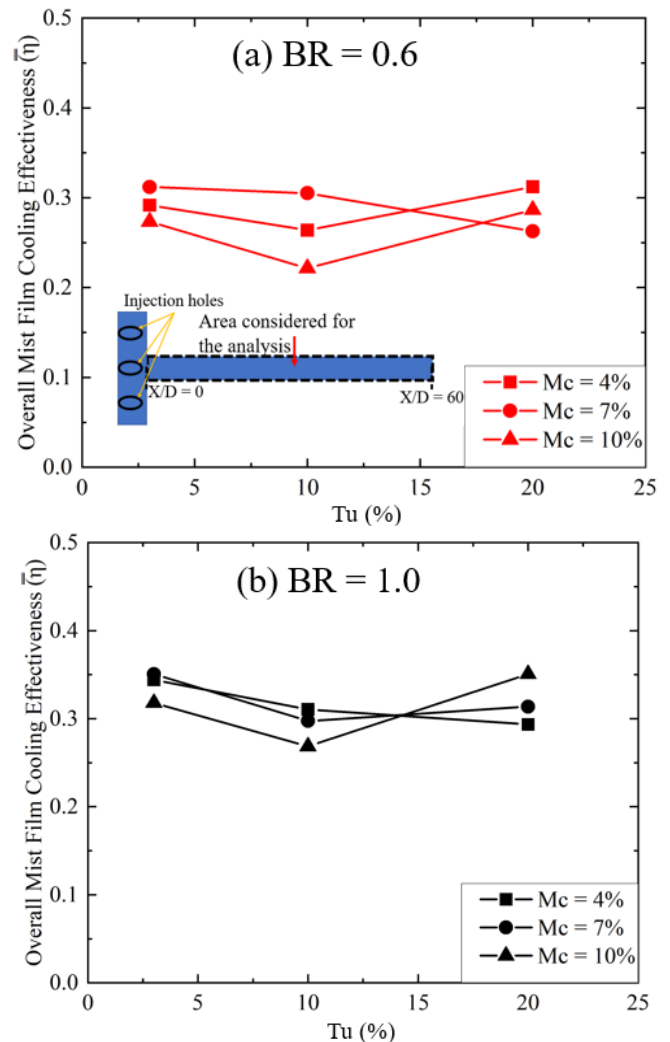 (a) BR = 0.6
Overall Mist Film Cooling Effectiveness (η̅)
0.5
0.4
0.3
0.2
0.1
0.0
Injection holes
Area considered for
the analysis
X/D = 0
X/D = 60
Mc = 4%
Mc = 7%
Mc = 10%
0 5 10 15 20 25
Tu (%)
(b) BR = 1.0
Overall Mist Film Cooling Effectiveness (η̅)
0.5
0.4
0.3
0.2
0.1
0.0
Mc = 4%
Mc = 7%
Mc = 10%
0 5 10 15 20 25
Tu (%)